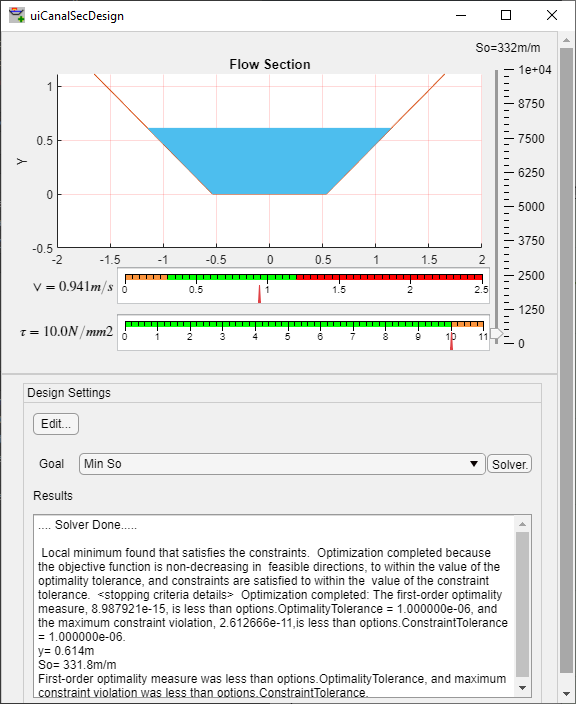 uiCanalSecDesign
So=332m/m
Flow Section
1e+04
8750
7500
6250
5000
3750
2500
1250
0
Y
1
0.5
0
-0.5
-2 -1.5 -1 -0.5 0 0.5 1 1.5 2
v = 0.941m/s
0 0.5 1 1.5 2 2.5
τ = 10.0N/mm2
0 1 2 3 4 5 6 7 8 9 10 11
Design Settings
Edit...
Goal Min So Solver.
Results
.... Solver Done.....
Local minimum found that satisfies the constraints.  Optimization completed because
the objective function is non-decreasing in  feasible directions, to within the value of the
optimality tolerance, and constraints are satisfied to within the  value of the constraint
tolerance.  <stopping criteria details>  Optimization completed: The first-order optimality
measure, 8.987921e-15, is less than options.OptimalityTolerance = 1.000000e-06, and
the maximum constraint violation, 2.612666e-11,is less than options.ConstraintTolerance
= 1.000000e-06.
y= 0.614m
So= 331.8m/m
First-order optimality measure was less than options.OptimalityTolerance, and maximum
constraint violation was less than options.ConstraintTolerance.